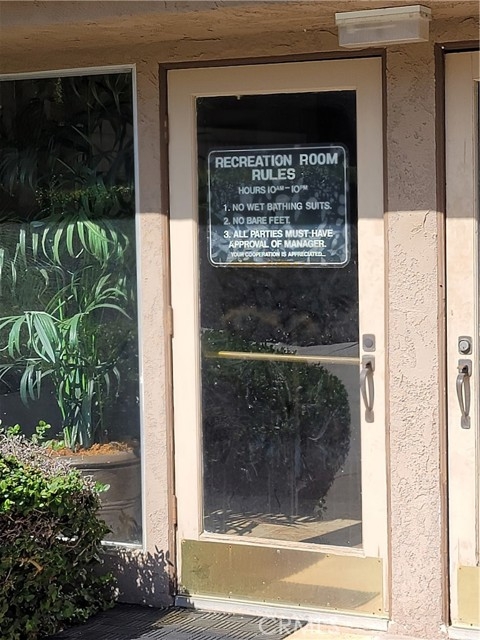 RECREATION ROOM
RULES
HOURS 10AM - 10PM
1. NO WET BATHING SUITS.
2. NO BARE FEET.
3. ALL PARTIES MUST HAVE
APPROVAL OF MANAGER.
YOUR COOPERATION IS APPRECIATED...